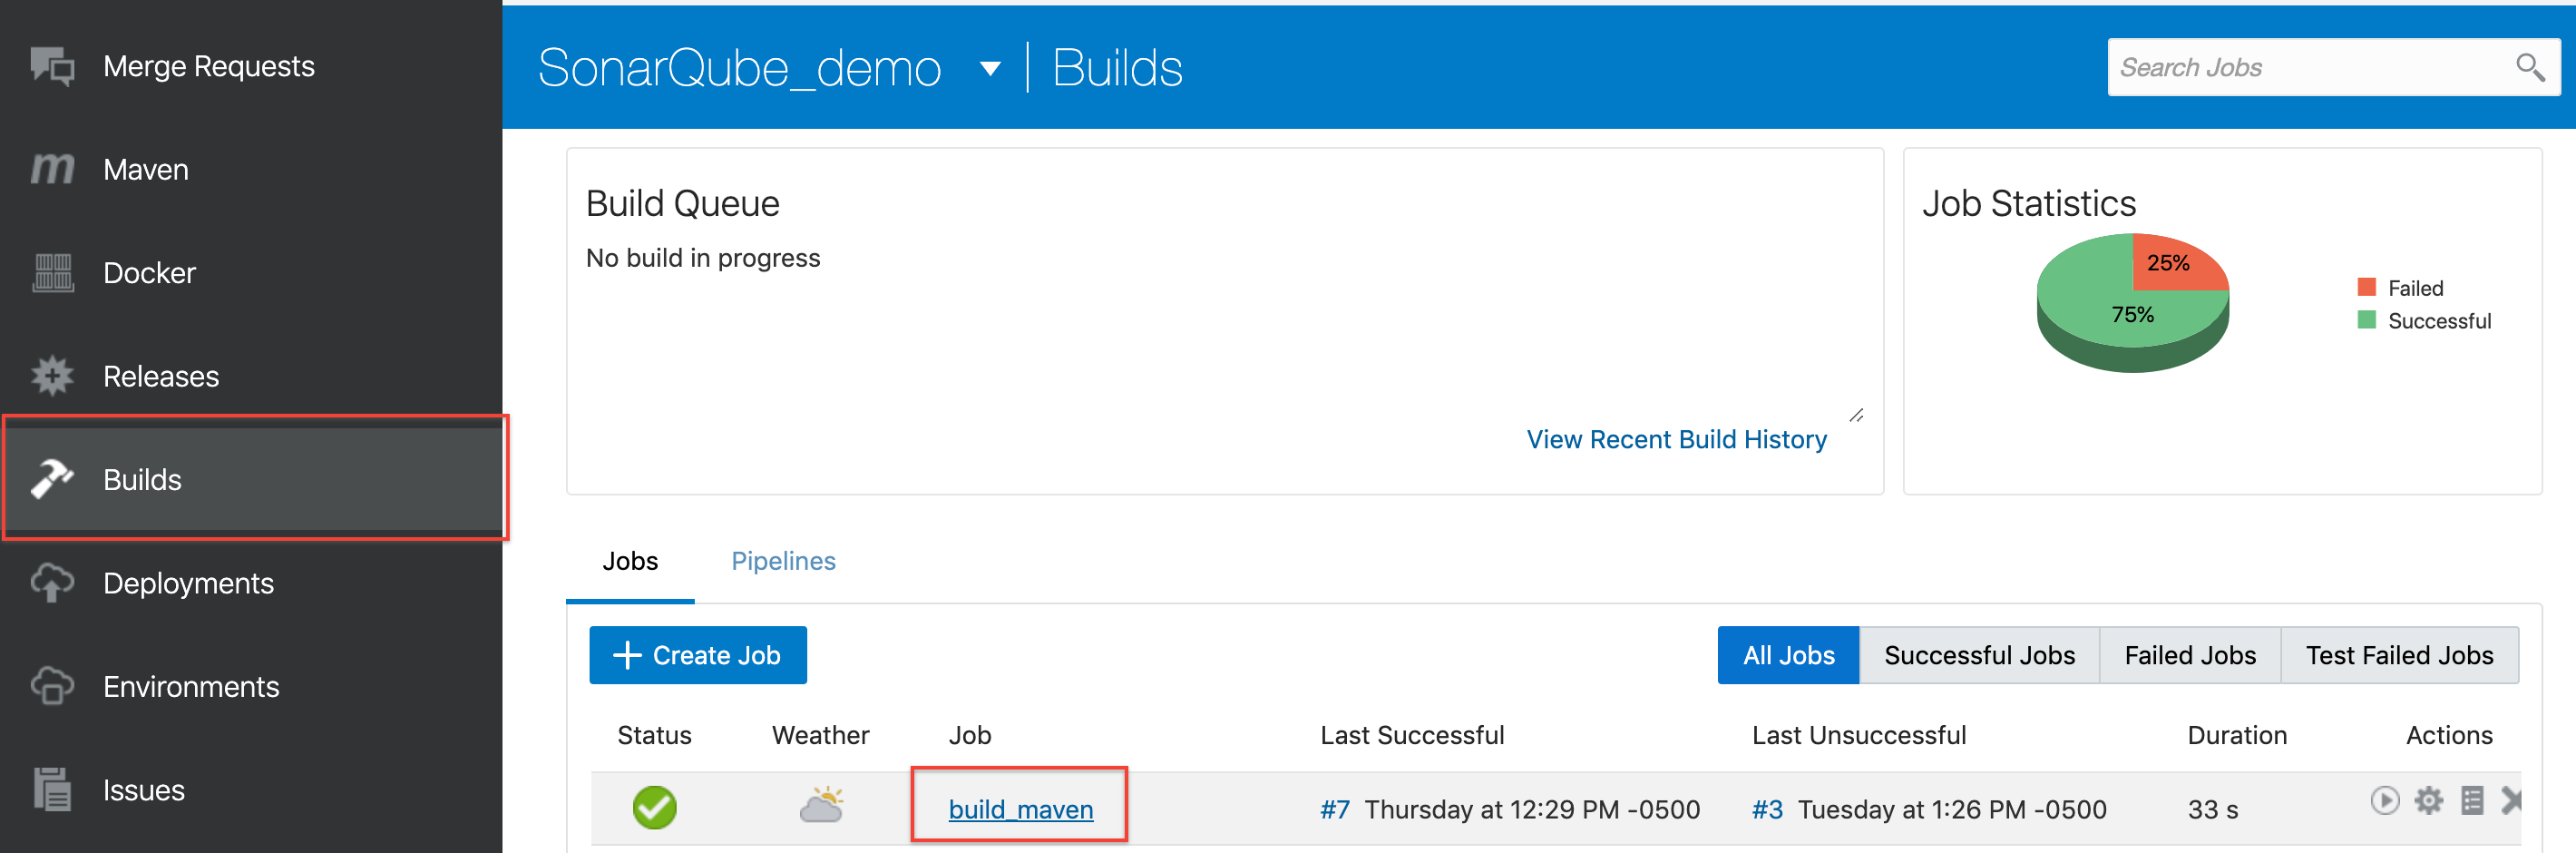 Merge Requests
Maven
Docker
Releases
Builds
Deployments
Environments
Issues
SonarQube_demo | Builds
Search Jobs
Build Queue
No build in progress
View Recent Build History
Job Statistics
25%
75%
Failed
Successful
Jobs Pipelines
Create Job
All Jobs Successful Jobs Failed Jobs Test Failed Jobs
Status Weather Job Last Successful Last Unsuccessful Duration Actions
build_maven #7 Thursday at 12:29 PM -0500 #3 Tuesday at 1:26 PM -0500 33 s